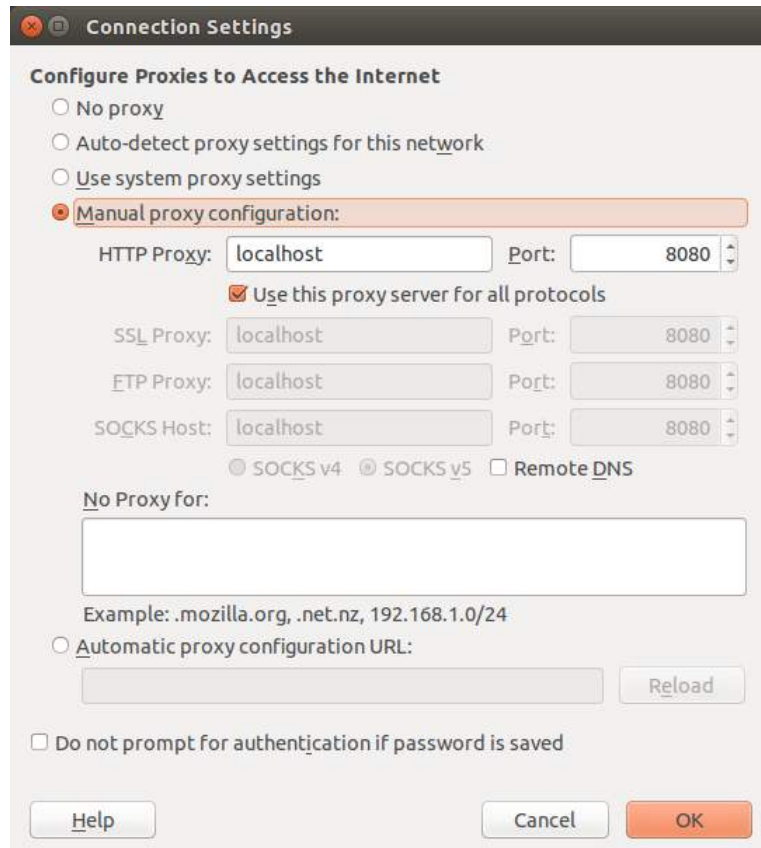 Connection Settings
Configure Proxies to Access the Internet
No proxy
Auto-detect proxy settings for this network
Use system proxy settings
Manual proxy configuration:
HTTP Proxy: localhost Port: 8080
Use this proxy server for all protocols
SSL Proxy: localhost Port: 8080
FTP Proxy: localhost Port: 8080
SOCKS Host: localhost Port: 8080
SOCKS v4 SOCKS v5 Remote DNS
No Proxy for:
Example: .mozilla.org, .net.nz, 192.168.1.0/24
Automatic proxy configuration URL:
Reload
Do not prompt for authentication if password is saved
Help Cancel OK